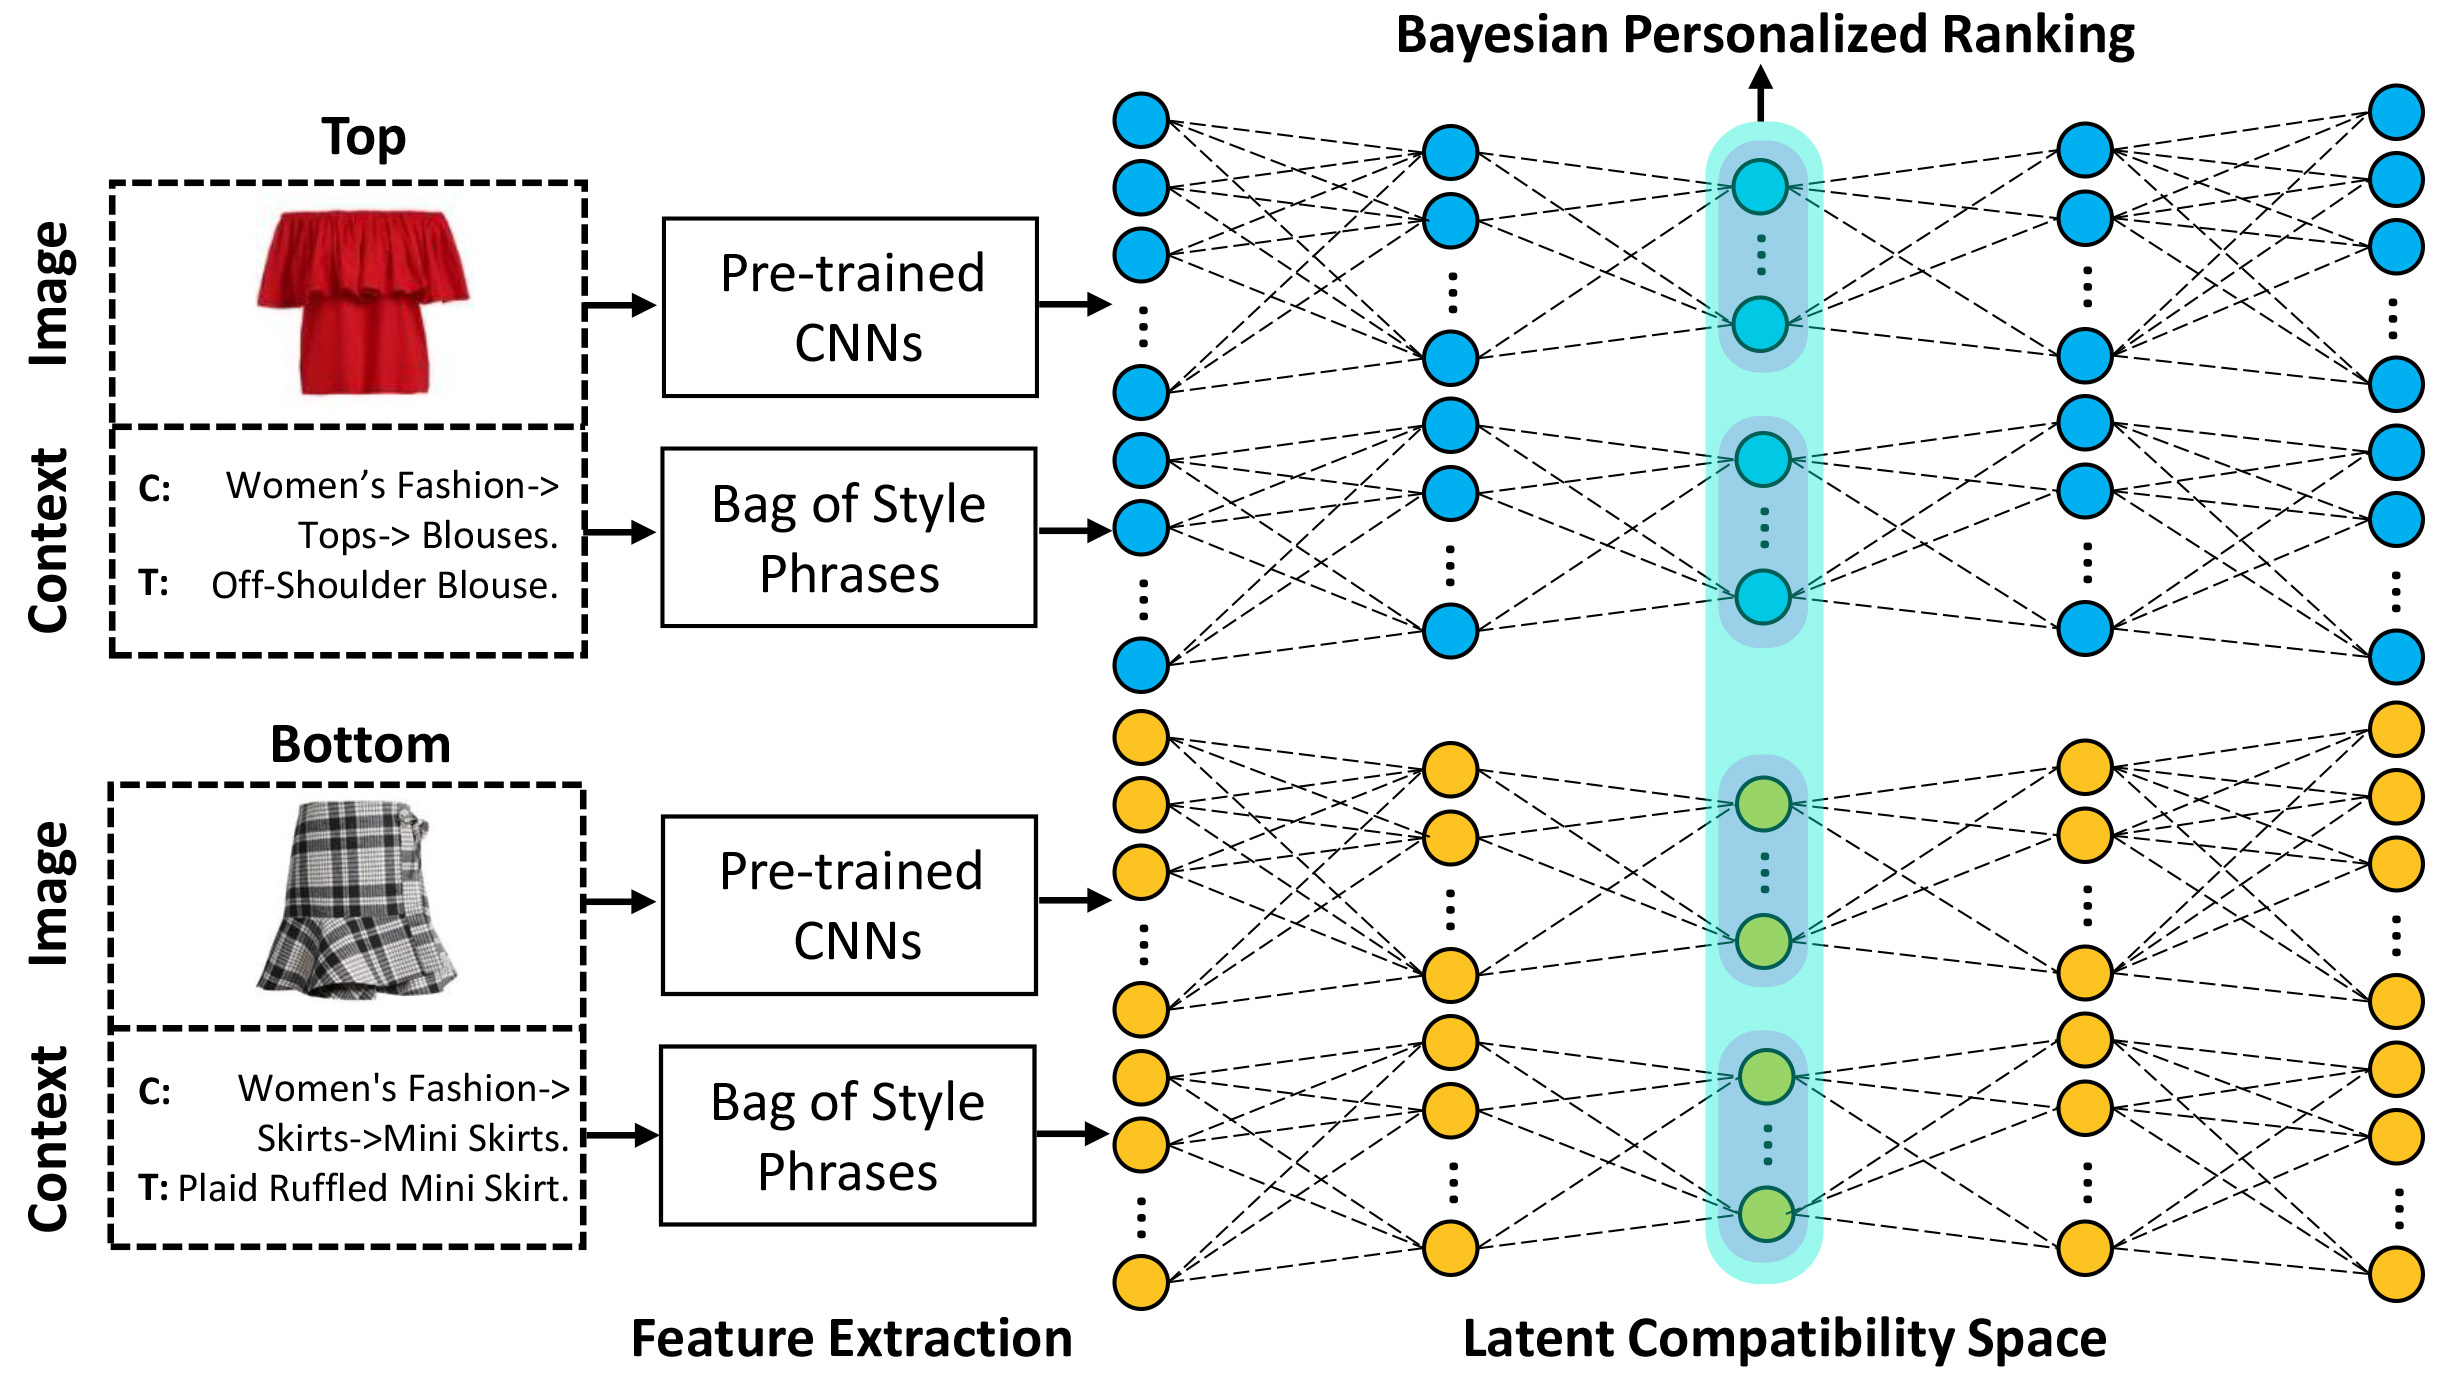 Bayesian Personalized Ranking
Top
Image
Pre-trained
CNNs
Context
C: Women’s Fashion->
Tops-> Blouses.
T: Off-Shoulder Blouse.
Bag of Style
Phrases
Bottom
Image
Pre-trained
CNNs
Context
C: Women's Fashion->
Skirts->Mini Skirts.
T: Plaid Ruffled Mini Skirt.
Bag of Style
Phrases
Feature Extraction
Latent Compatibility Space